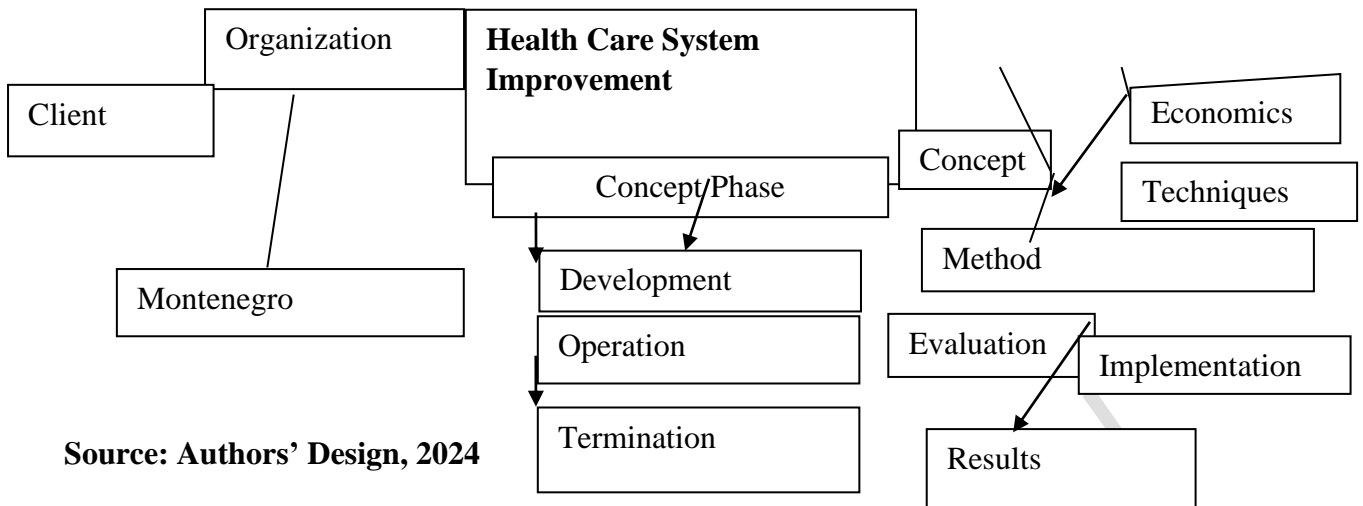 Organization
Health Care System
Improvement
Client
Economics
Concept
Concept Phase
Techniques
Method
Development
Montenegro
Operation
Evaluation
Implementation
Termination
Source: Authors’ Design, 2024
Results